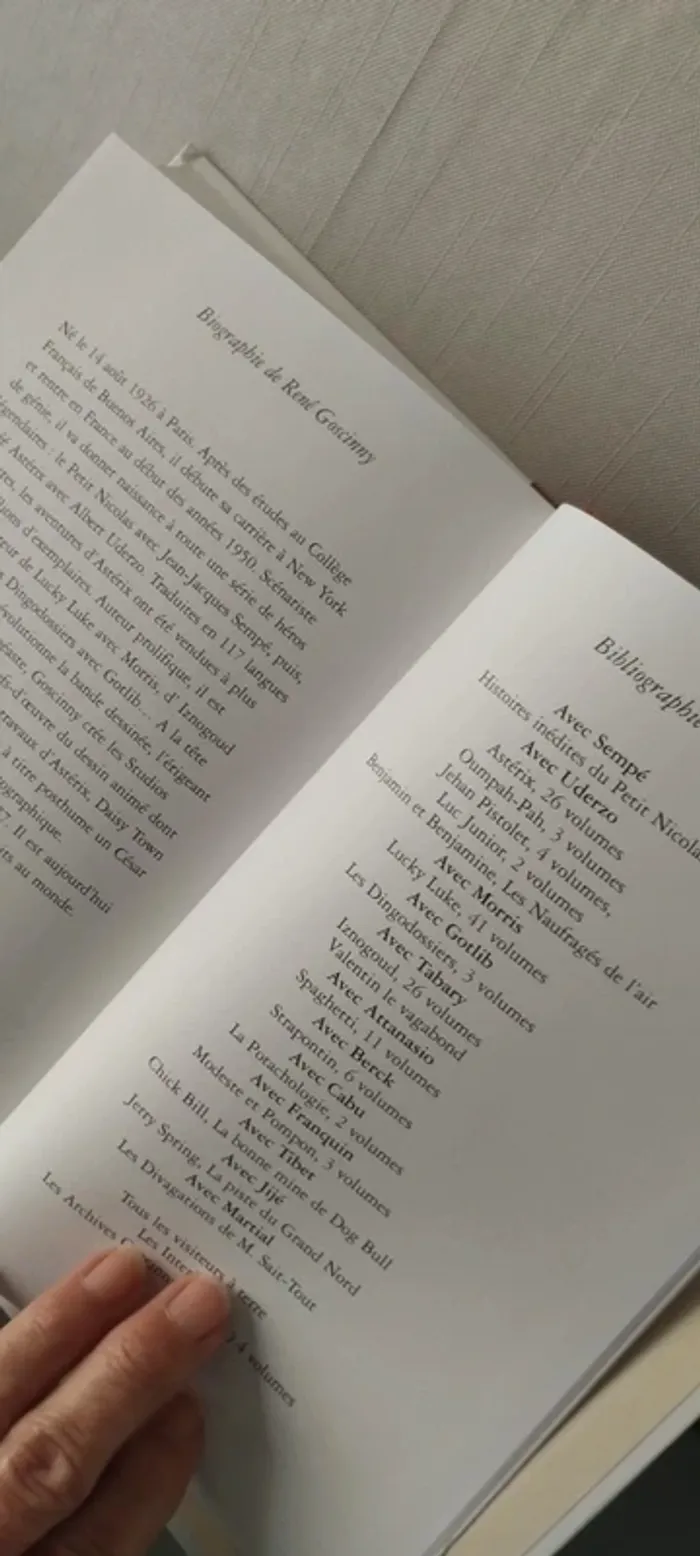 Biographie de René Goscinny
Né le 14 août 1926 à Paris. Après des études au Collège
Français de Buenos Aires, il débute sa carrière à New York
et rentre en France au début des années 1950. Scénariste
de génie, il va donner naissance à toute une série de héros
légendaires : le Petit Nicolas avec Jean-Jacques Sempé, puis,
Astérix avec Albert Uderzo. Traduites en 117 langues
les aventures d'Astérix ont été vendues à plus
d'exemplaires. Auteur prolifique, il est
de Lucky Luke avec Morris, d' Iznogoud
Dingodossiers avec Gotlib... A la tête
révolutionne la bande dessinée, l'érigeant
Goscinny crée les Studios
d'œuvre du dessin animé dont
travaux d'Astérix, Daisy Town
à titre posthume un César
Il est aujourd'hui
au monde.
Bibliographie
Avec Sempé
Histoires inédites du Petit Nicolas
Avec Uderzo
Astérix, 26 volumes
Oumpah-Pah, 3 volumes
Jehan Pistolet, 4 volumes,
Luc Junior, 2 volumes
Benjamin et Benjamine, Les Naufragés de l'air
Avec Morris
Lucky Luke, 41 volumes
Avec Gotlib
Les Dingodossiers, 3 volumes
Avec Tabary
Iznogoud, 26 volumes
Valentin le vagabond
Avec Attanasio
Spaghetti, 11 volumes
Avec Berck
Strapontin, 6 volumes
Avec Cabu
La Potachologie, 2 volumes
Avec Franquin
Modeste et Pompon, 3 volumes
Avec Tibet
Chick Bill, La bonne mine de Dog Bull
Avec Jijé
Jerry Spring, La piste du Grand Nord
Avec Martial
Les Divagations de M. Sait-Tout
Tous les visiteurs à terre
Les
Les Archives
4 volumes